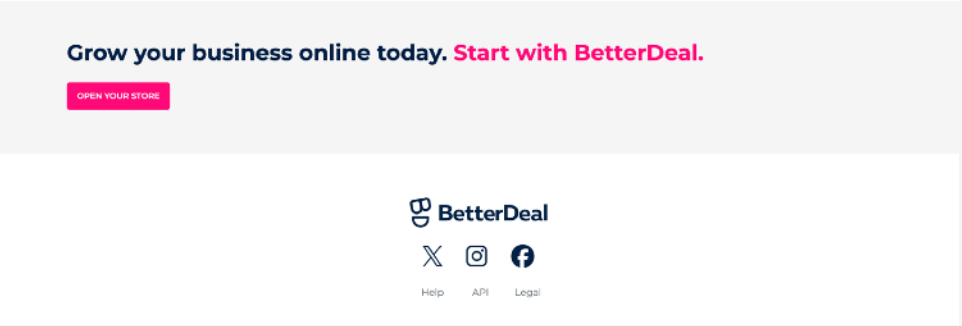 Grow your business online today. Start with BetterDeal.
OPEN YOUR STORE
BetterDeal
Help API Legal